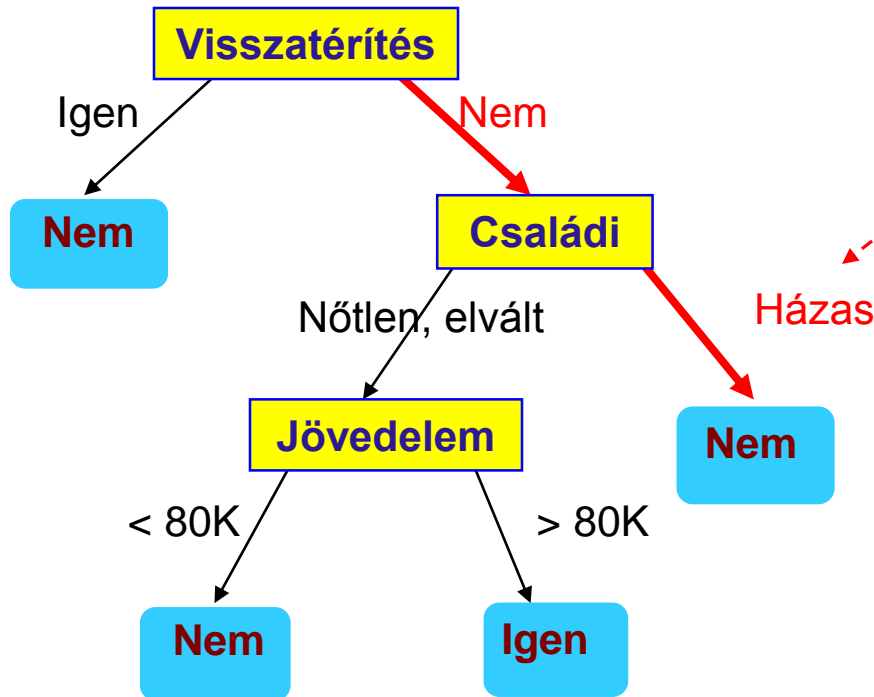 Visszatérítés
Igen
Nem
Nem
Családi
Házas
Nőtlen, elvált
Jövedelem
Nem
< 80K
> 80K
Nem
Igen